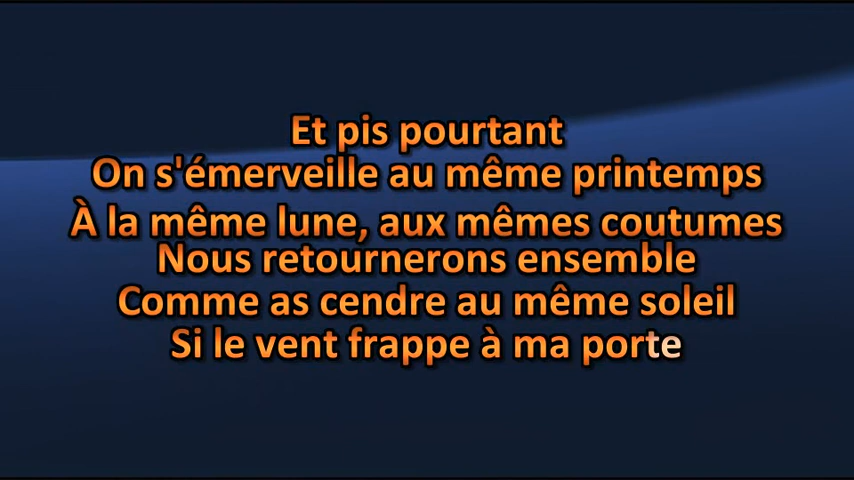 Et pis pourtant
On s'émerveille au même printemps
À la même lune, aux mêmes coutumes
Nous retournerons ensemble
Comme as cendre au même soleil
Si le vent frappe à ma porte